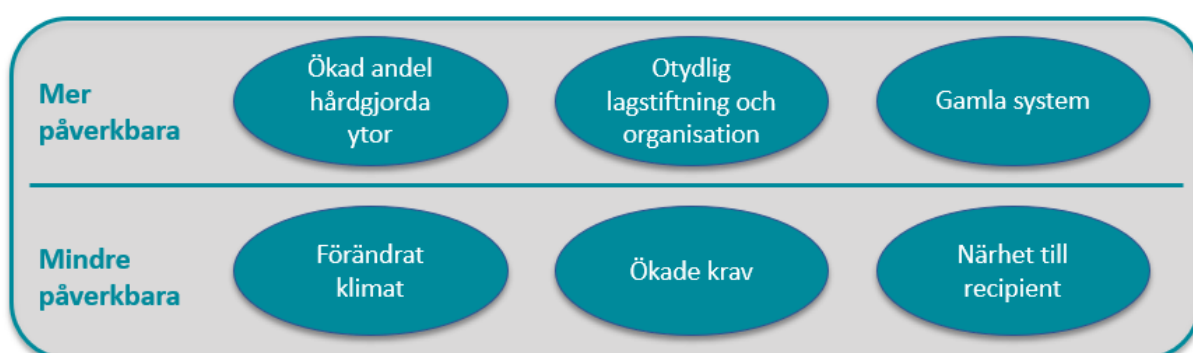 Mer
påverkbara
Ökad andel
hårdgjorda
ytor
Otydlig
lagstiftning och
organisation
Gamla system
Mindre
påverkbara
Förändrat
klimat
Ökade krav
Närhet till
recipient